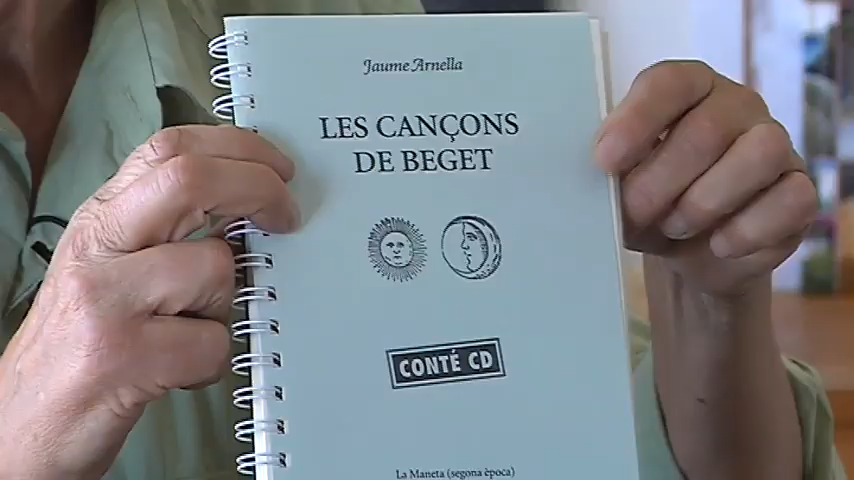 Jaume Arnella
LES CANÇONS
DE BEGET
CONTÉ CD
La Maneta (segona època)